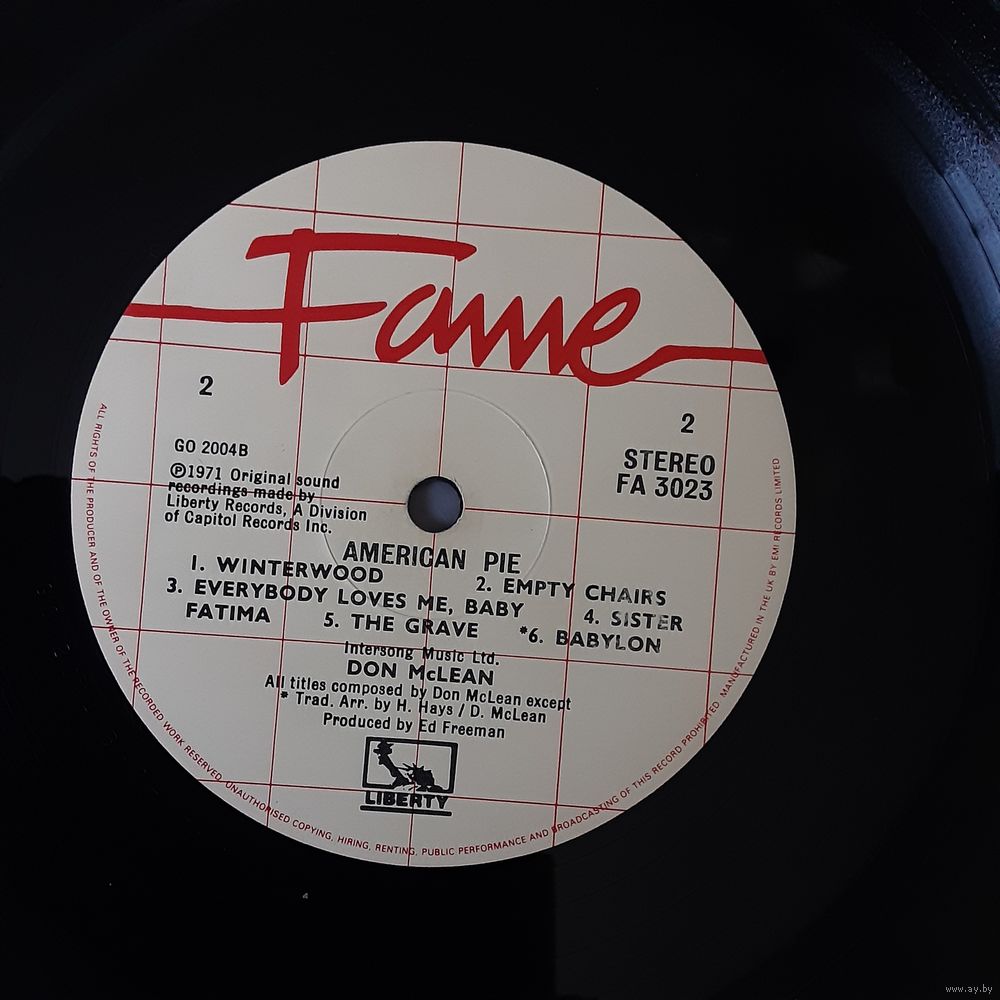 Fame
2
2
GO 2004B
℗1971 Original sound
recordings made by
Liberty Records, A Division
of Capitol Records Inc.
STEREO
FA 3023
AMERICAN PIE
1. WINTERWOOD 2. EMPTY CHAIRS
3. EVERYBODY LOVES ME, BABY 4. SISTER
FATIMA 5. THE GRAVE *6. BABYLON
Intersong Music Ltd.
DON McLEAN
All titles composed by Don McLean except
* Trad. Arr. by H. Hays / D. McLean
Produced by Ed Freeman
LIBERTY
ALL RIGHTS OF THE PRODUCER AND OF THE OWNER OF THE RECORDED WORK RESERVED. UNAUTHORISED COPYING, HIRING, RENTING, PUBLIC PERFORMANCE AND BROADCASTING OF THIS RECORD PROHIBITED. MANUFACTURED IN THE UK BY EMI RECORDS LIMITED
www.ay.by